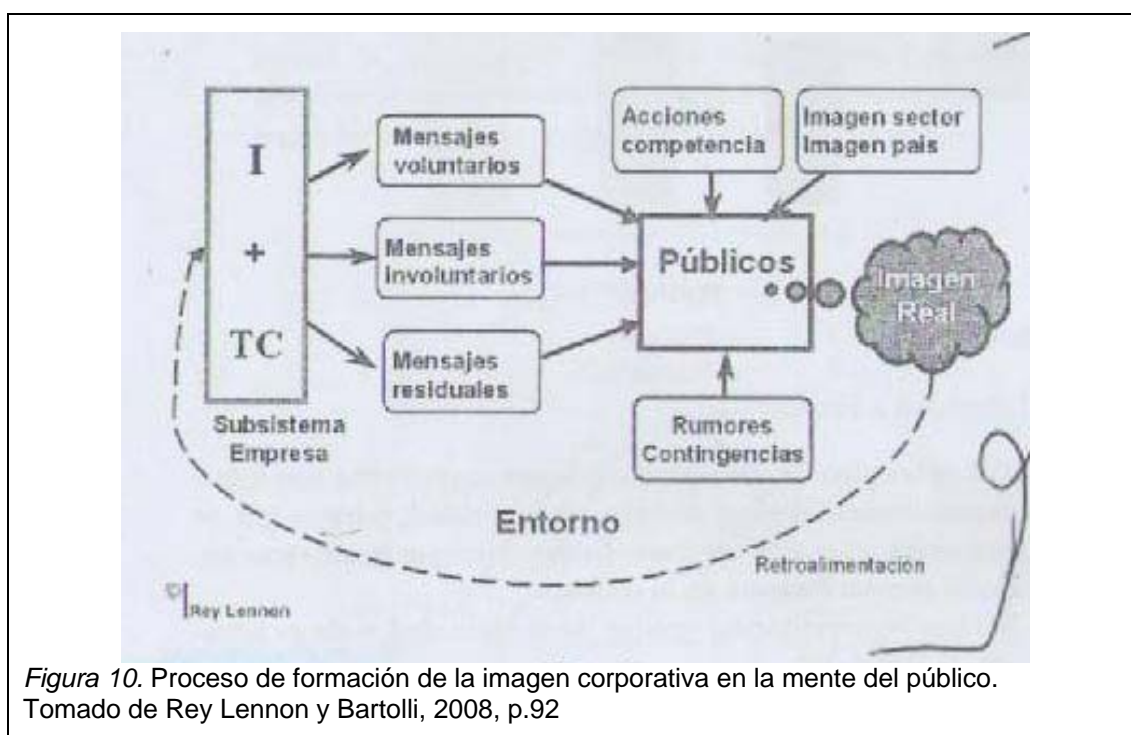 I
+
TC
Subsistema
Empresa
Mensajes
voluntarios
Mensajes
involuntarios
Mensajes
residuales
Acciones
competencia
Imagen sector
Imagen pais
Públicos
Imagen
Real
Rumores
Contingencias
Entorno
Retroalimentación
© Rey Lennon
Figura 10. Proceso de formación de la imagen corporativa en la mente del público.
Tomado de Rey Lennon y Bartolli, 2008, p.92